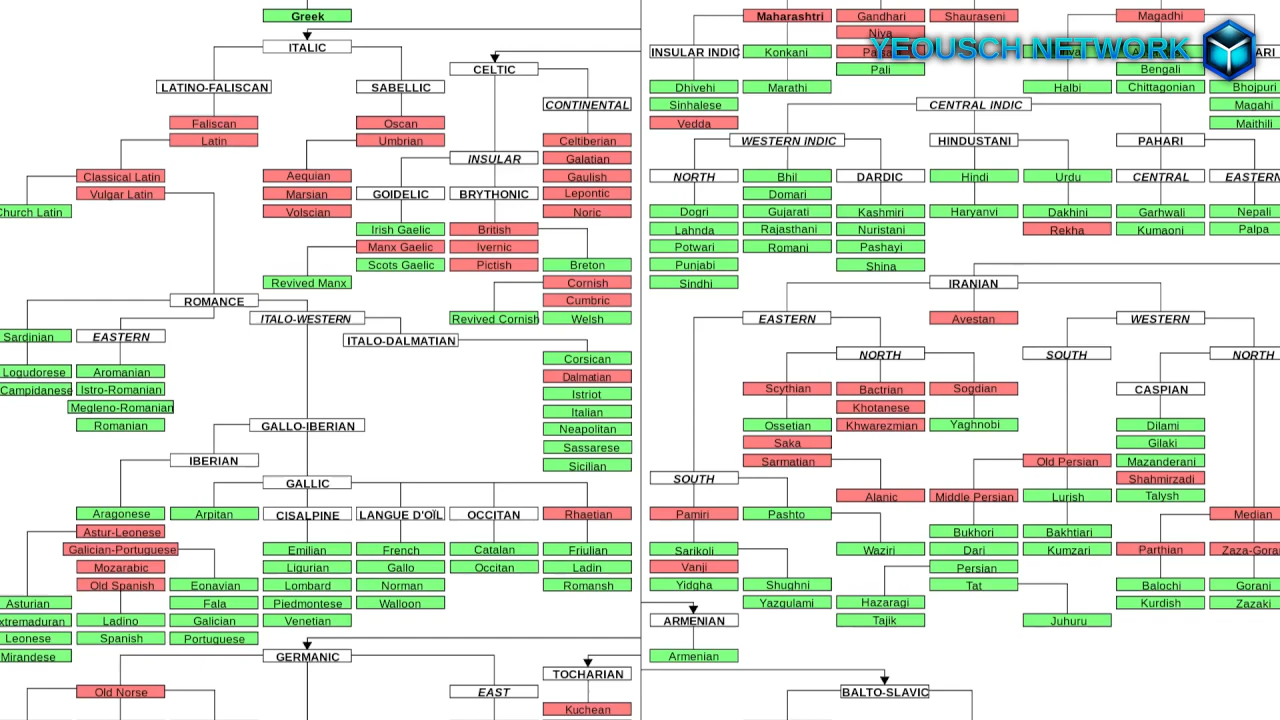 Greek
ITALIC
LATINO-FALISCAN
SABELLIC
Faliscan
Latin
Oscan
Umbrian
Classical Latin
Vulgar Latin
Church Latin
Aequian
Marsian
Volscian
CELTIC
CONTINENTAL
Celtiberian
Galatian
Gaulish
Lepontic
Noric
INSULAR
GOIDELIC
BRYTHONIC
Irish Gaelic
Manx Gaelic
Scots Gaelic
Revived Manx
British
Ivernic
Pictish
Breton
Cornish
Cumbric
Welsh
Revived Cornish
ROMANCE
Sardinian
Logudorese
Campidanese
EASTERN
Aromanian
Istro-Romanian
Megleno-Romanian
Romanian
ITALO-WESTERN
ITALO-DALMATIAN
Corsican
Dalmatian
Istriot
Italian
Neapolitan
Sassarese
Sicilian
GALLO-IBERIAN
IBERIAN
GALLIC
Aragonese
Astur-Leonese
Galician-Portuguese
Mozarabic
Old Spanish
Asturian
xtremaduran
Leonese
Mirandese
Ladino
Spanish
Eonavian
Fala
Galician
Portuguese
Arpitan
CISALPINE
Emilian
Ligurian
Lombard
Piedmontese
Venetian
LANGUE D'OÏL
French
Gallo
Norman
Walloon
OCCITAN
Catalan
Occitan
Rhaetian
Friulian
Ladin
Romansh
GERMANIC
Old Norse
EAST
TOCHARIAN
Kuchean
Maharashtri
Gandhari
Niya
Pali
Shauraseni
Magadhi
YEOUSCH NETWORK
INSULAR INDIC
Dhivehi
Sinhalese
Vedda
Konkani
Marathi
Halbi
Bengali
Chittagonian
ARI
Bhojpuri
Magahi
Maithili
CENTRAL INDIC
WESTERN INDIC
HINDUSTANI
PAHARI
NORTH
Dogri
Lahnda
Potwari
Punjabi
Sindhi
Bhil
Domari
Gujarati
Rajasthani
Romani
DARDIC
Kashmiri
Nuristani
Pashayi
Shina
Hindi
Haryanvi
Urdu
Dakhini
Rekha
CENTRAL
Garhwali
Kumaoni
EASTERN
Nepali
Palpa
IRANIAN
EASTERN
Avestan
WESTERN
NORTH
SOUTH
NORTH
Scythian
Ossetian
Saka
Sarmatian
Alanic
Bactrian
Khotanese
Khwarezmian
Sogdian
Yaghnobi
CASPIAN
Dilami
Gilaki
Mazanderani
Shahmirzadi
Talysh
SOUTH
Pamiri
Sarikoli
Vanji
Yidgha
Shughni
Yazgulami
Pashto
Waziri
Old Persian
Middle Persian
Bukhori
Dari
Persian
Tat
Hazaragi
Tajik
Juhuru
Lurish
Bakhtiari
Kumzari
Median
Parthian
Balochi
Kurdish
Zaza-Gora
Gorani
Zazaki
ARMENIAN
Armenian
BALTO-SLAVIC